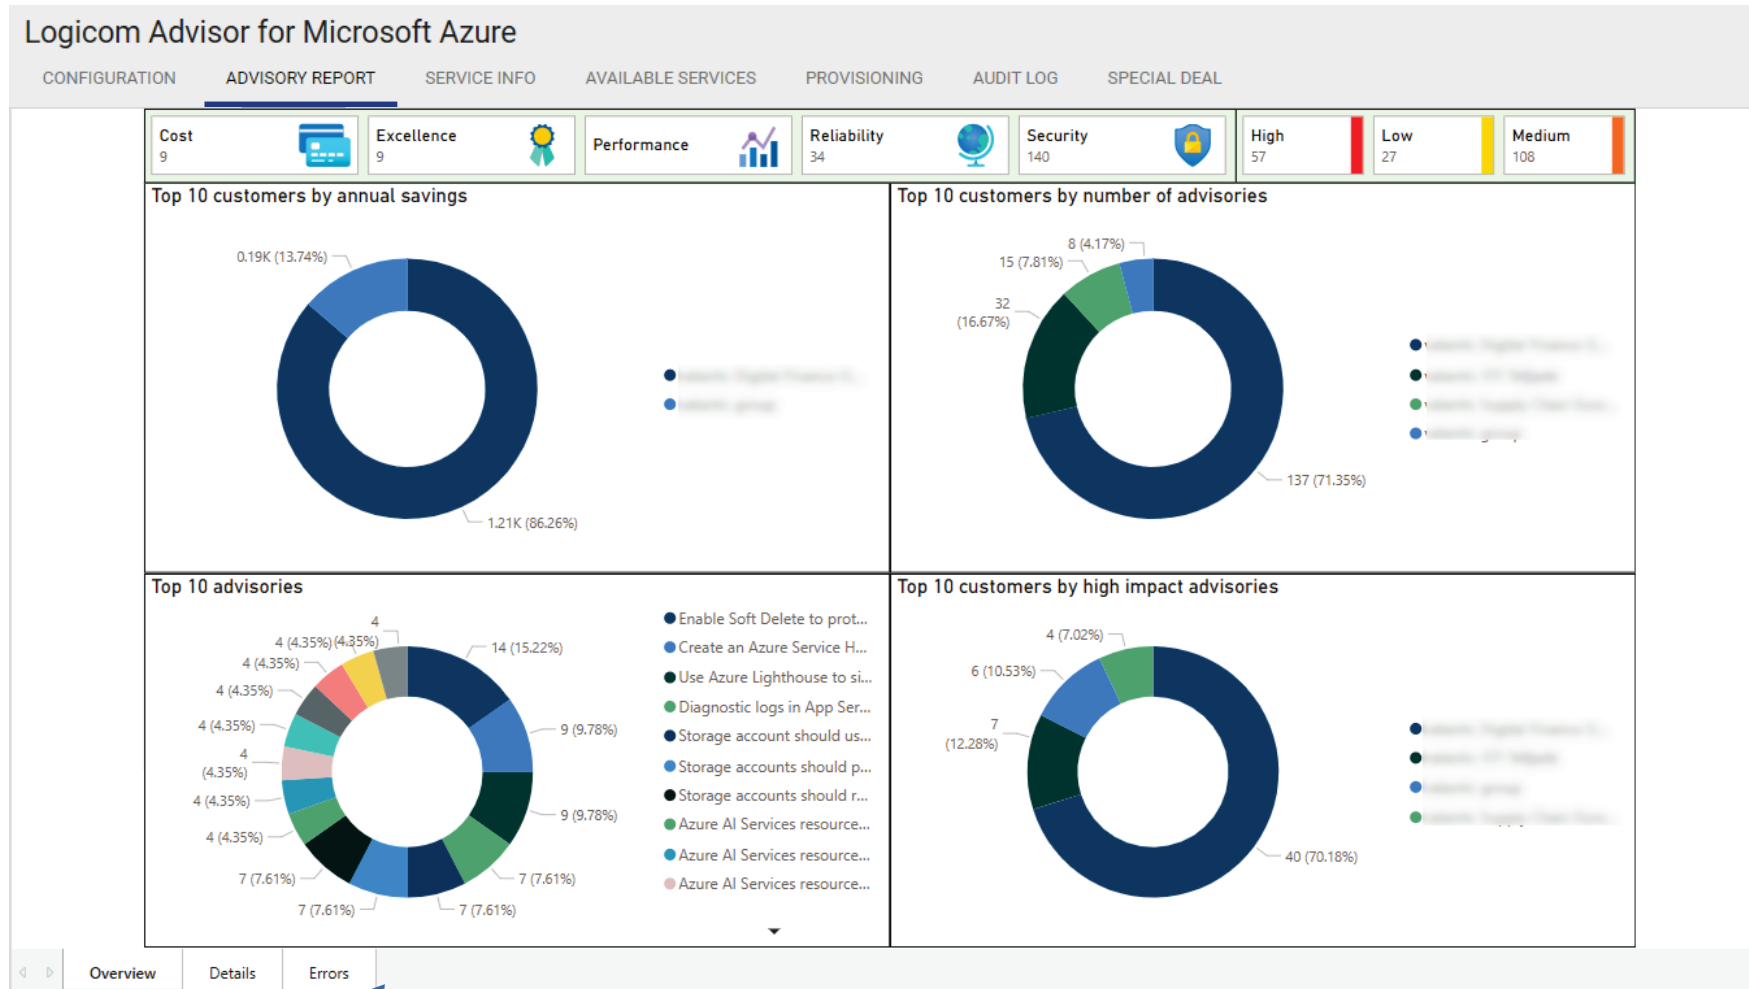 Logicom Advisor for Microsoft Azure
CONFIGURATION ADVISORY REPORT SERVICE INFO AVAILABLE SERVICES PROVISIONING AUDIT LOG SPECIAL DEAL
Cost
9
Excellence
9
Performance
Reliability
34
Security
140
High
57
Low
27
Medium
108
Top 10 customers by annual savings
0.19K (13.74%)
1.21K (86.26%)
Top 10 customers by number of advisories
8 (4.17%)
15 (7.81%)
32
(16.67%)
137 (71.35%)
Top 10 advisories
4
4 (4.35%) (4.35%)
4 (4.35%)
4 (4.35%)
4 (4.35%)
4
(4.35%)
4 (4.35%)
4 (4.35%)
7 (7.61%)
7 (7.61%)
7 (7.61%)
7 (7.61%)
9 (9.78%)
9 (9.78%)
14 (15.22%)
Enable Soft Delete to prot...
Create an Azure Service H...
Use Azure Lighthouse to si...
Diagnostic logs in App Ser...
Storage account should us...
Storage accounts should p...
Storage accounts should r...
Azure AI Services resource...
Azure AI Services resource...
Azure AI Services resource...
Top 10 customers by high impact advisories
4 (7.02%)
6 (10.53%)
7
(12.28%)
40 (70.18%)
Overview Details Errors